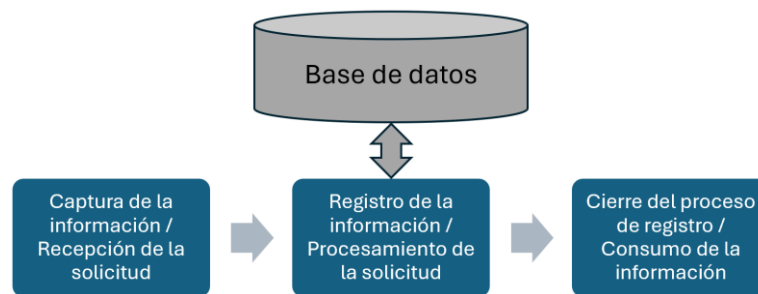 Base de datos
Captura de la
información /
Recepción de la
solicitud
Registro de la
información /
Procesamiento de
la solicitud
Cierre del proceso
de registro /
Consumo de la
información